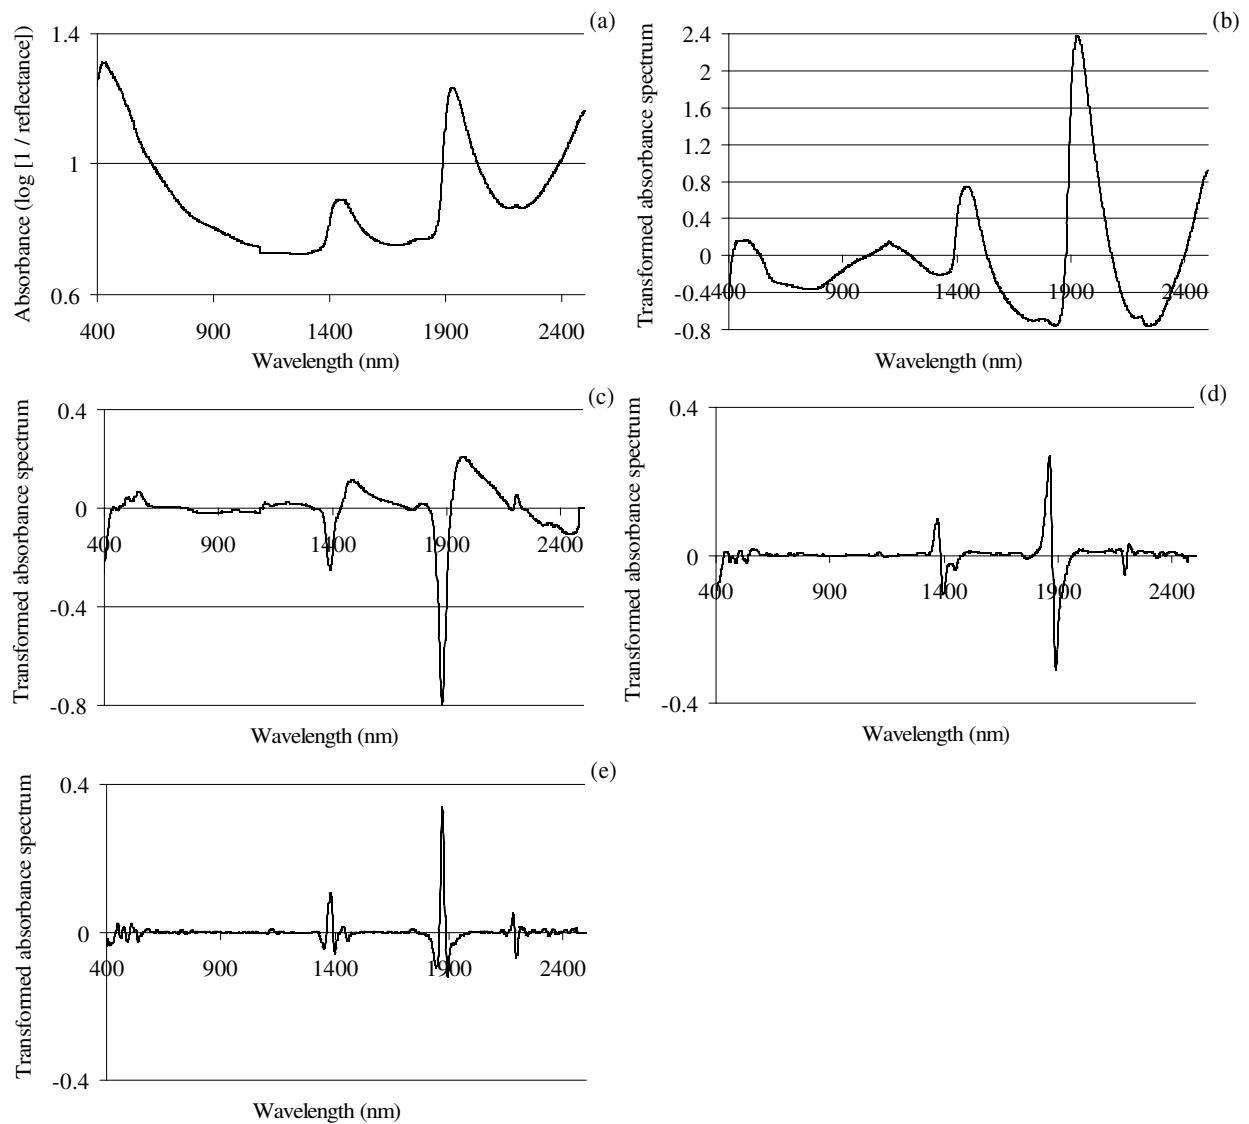 (a)
Absorbance (log [1 / reflectance])
1.4
1
0.6
400 900 1400 1900 2400
Wavelength (nm)
(b)
Transformed absorbance spectrum
2.4
2
1.6
1.2
0.8
0.4
0
-0.4
-0.8
400 900 1400 1900 2400
Wavelength (nm)
(c)
Transformed absorbance spectrum
0.4
0
-0.4
-0.8
400 900 1400 1900 2400
Wavelength (nm)
(d)
Transformed absorbance spectrum
0.4
0
-0.4
400 900 1400 1900 2400
Wavelength (nm)
(e)
Transformed absorbance spectrum
0.4
0
-0.4
400 900 1400 1900 2400
Wavelength (nm)